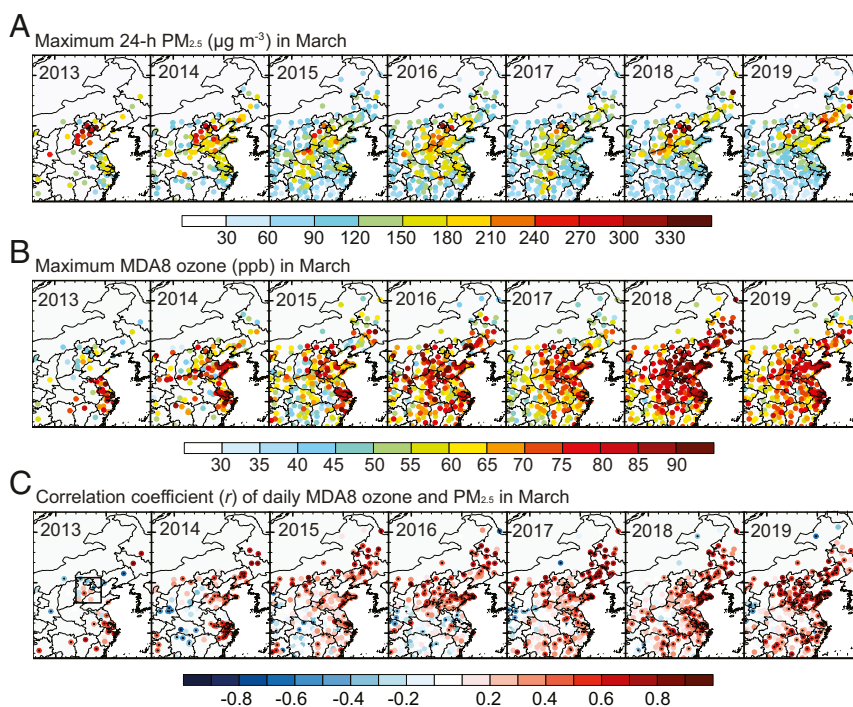 A
Maximum 24-h PM₂.₅ (µg m⁻³) in March
2013 2014 2015 2016 2017 2018 2019
30 60 90 120 150 180 210 240 270 300 330
B
Maximum MDA8 ozone (ppb) in March
2013 2014 2015 2016 2017 2018 2019
30 35 40 45 50 55 60 65 70 75 80 85 90
C
Correlation coefficient (r) of daily MDA8 ozone and PM₂.₅ in March
2013 2014 2015 2016 2017 2018 2019
-0.8 -0.6 -0.4 -0.2 0.2 0.4 0.6 0.8